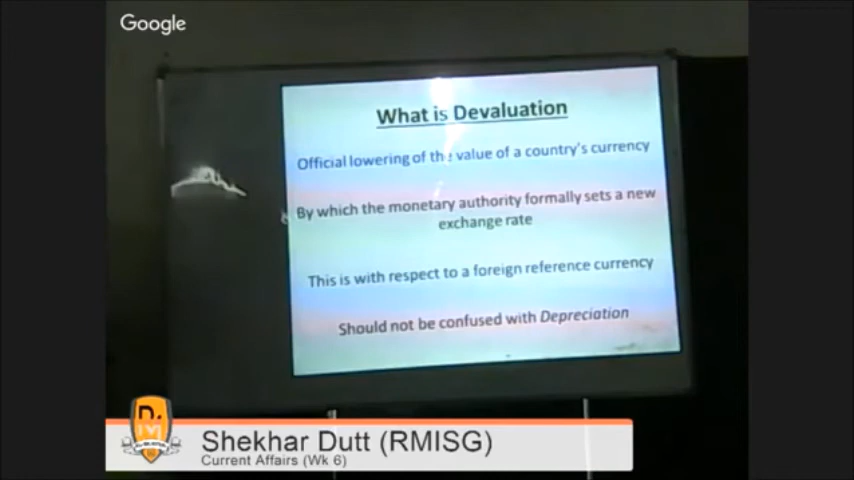 Google
What is Devaluation
Official lowering of the value of a country's currency
By which the monetary authority formally sets a new
exchange rate
This is with respect to a foreign reference currency
Should not be confused with Depreciation
Shekhar Dutt (RMISG)
Current Affairs (Wk 6)